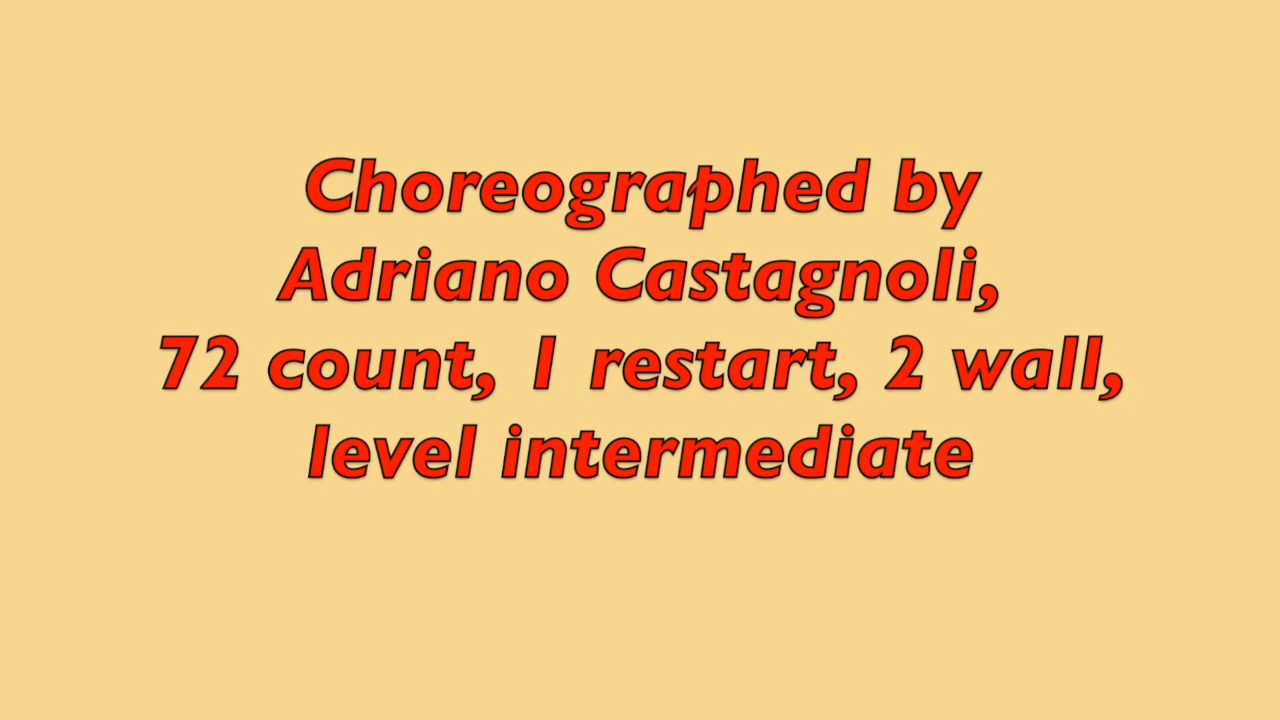 Choreographed by
Adriano Castagnoli,
72 count, 1 restart, 2 wall,
level intermediate